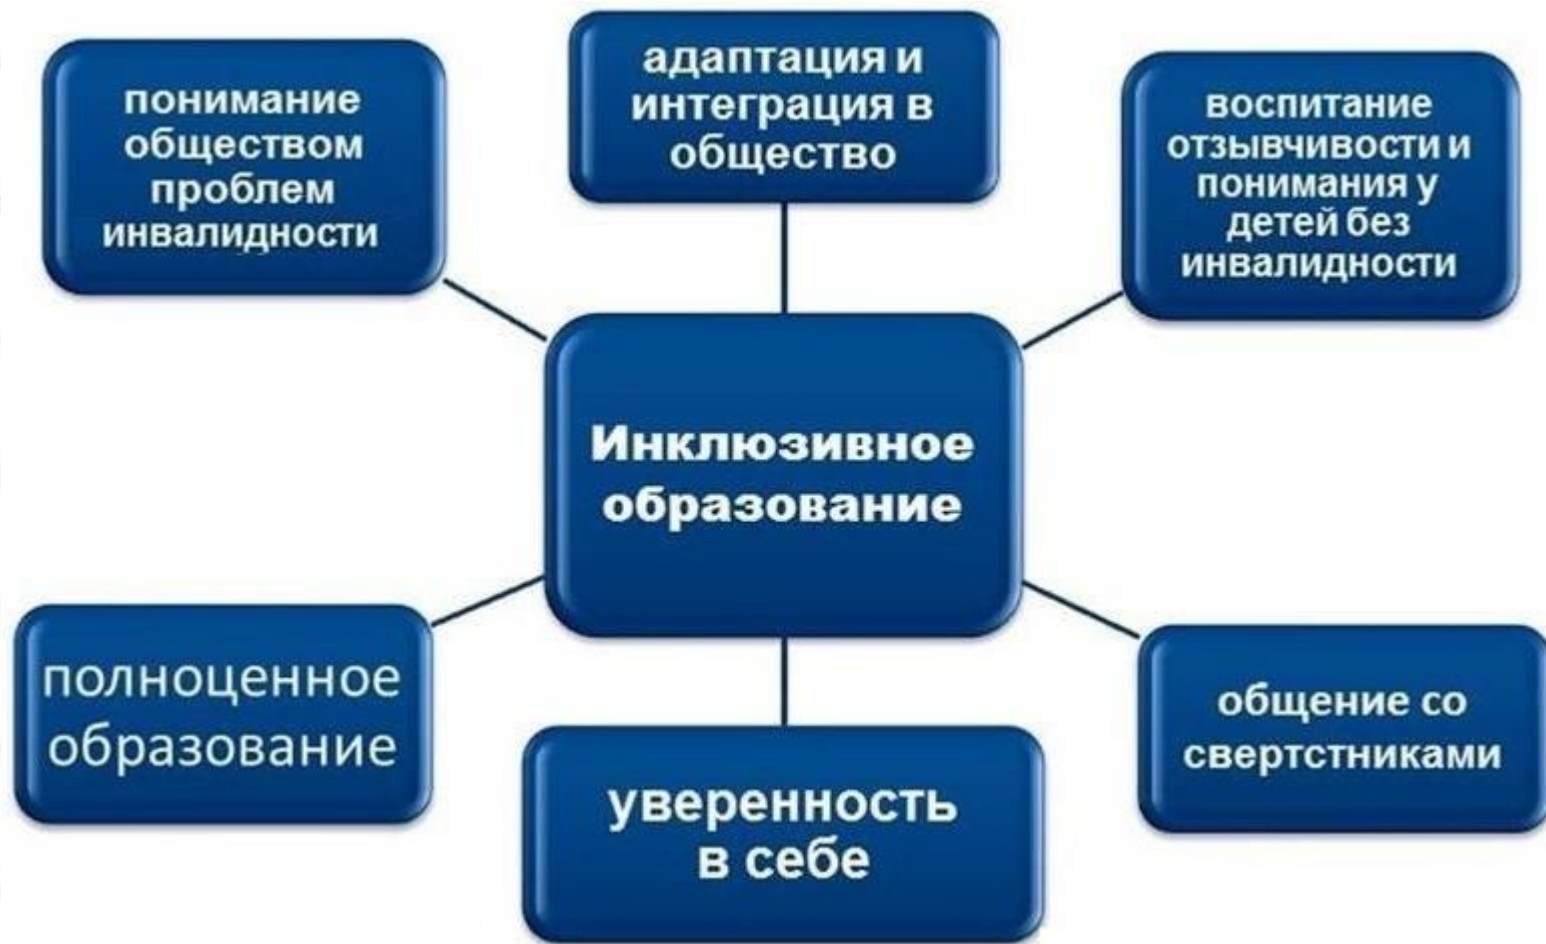 понимание
обществом
проблем
инвалидности
адаптация и
интеграция в
общество
воспитание
отзывчивости и
понимания у
детей без
инвалидности
Инклюзивное
образование
полноценное
образование
уверенность
в себе
общение со
свертстниками